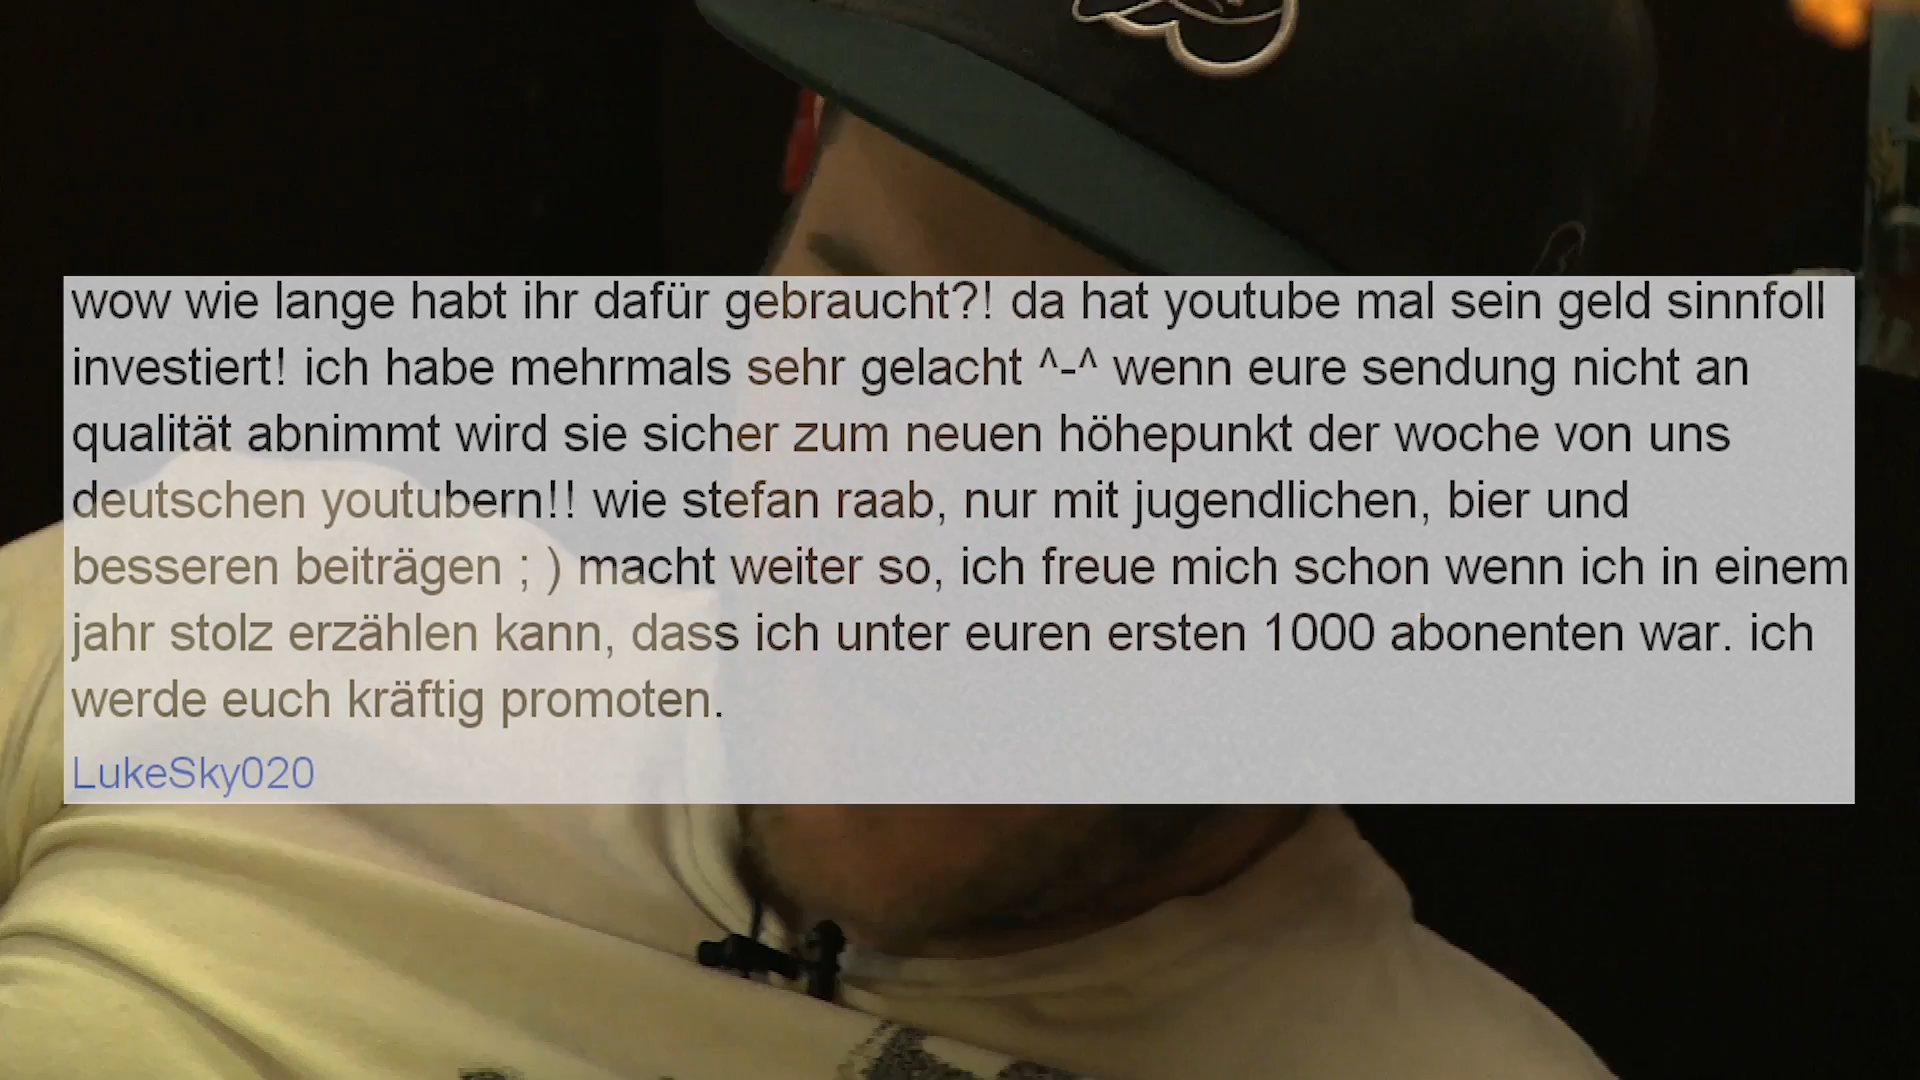 wow wie lange habt ihr dafür gebraucht?! da hat youtube mal sein geld sinnfoll
investiert! ich habe mehrmals sehr gelacht ^-^ wenn eure sendung nicht an
qualität abnimmt wird sie sicher zum neuen höhepunkt der woche von uns
deutschen youtubern!! wie stefan raab, nur mit jugendlichen, bier und
besseren beiträgen ; ) macht weiter so, ich freue mich schon wenn ich in einem
jahr stolz erzählen kann, dass ich unter euren ersten 1000 abonenten war. ich
werde euch kräftig promoten.
LukeSky020